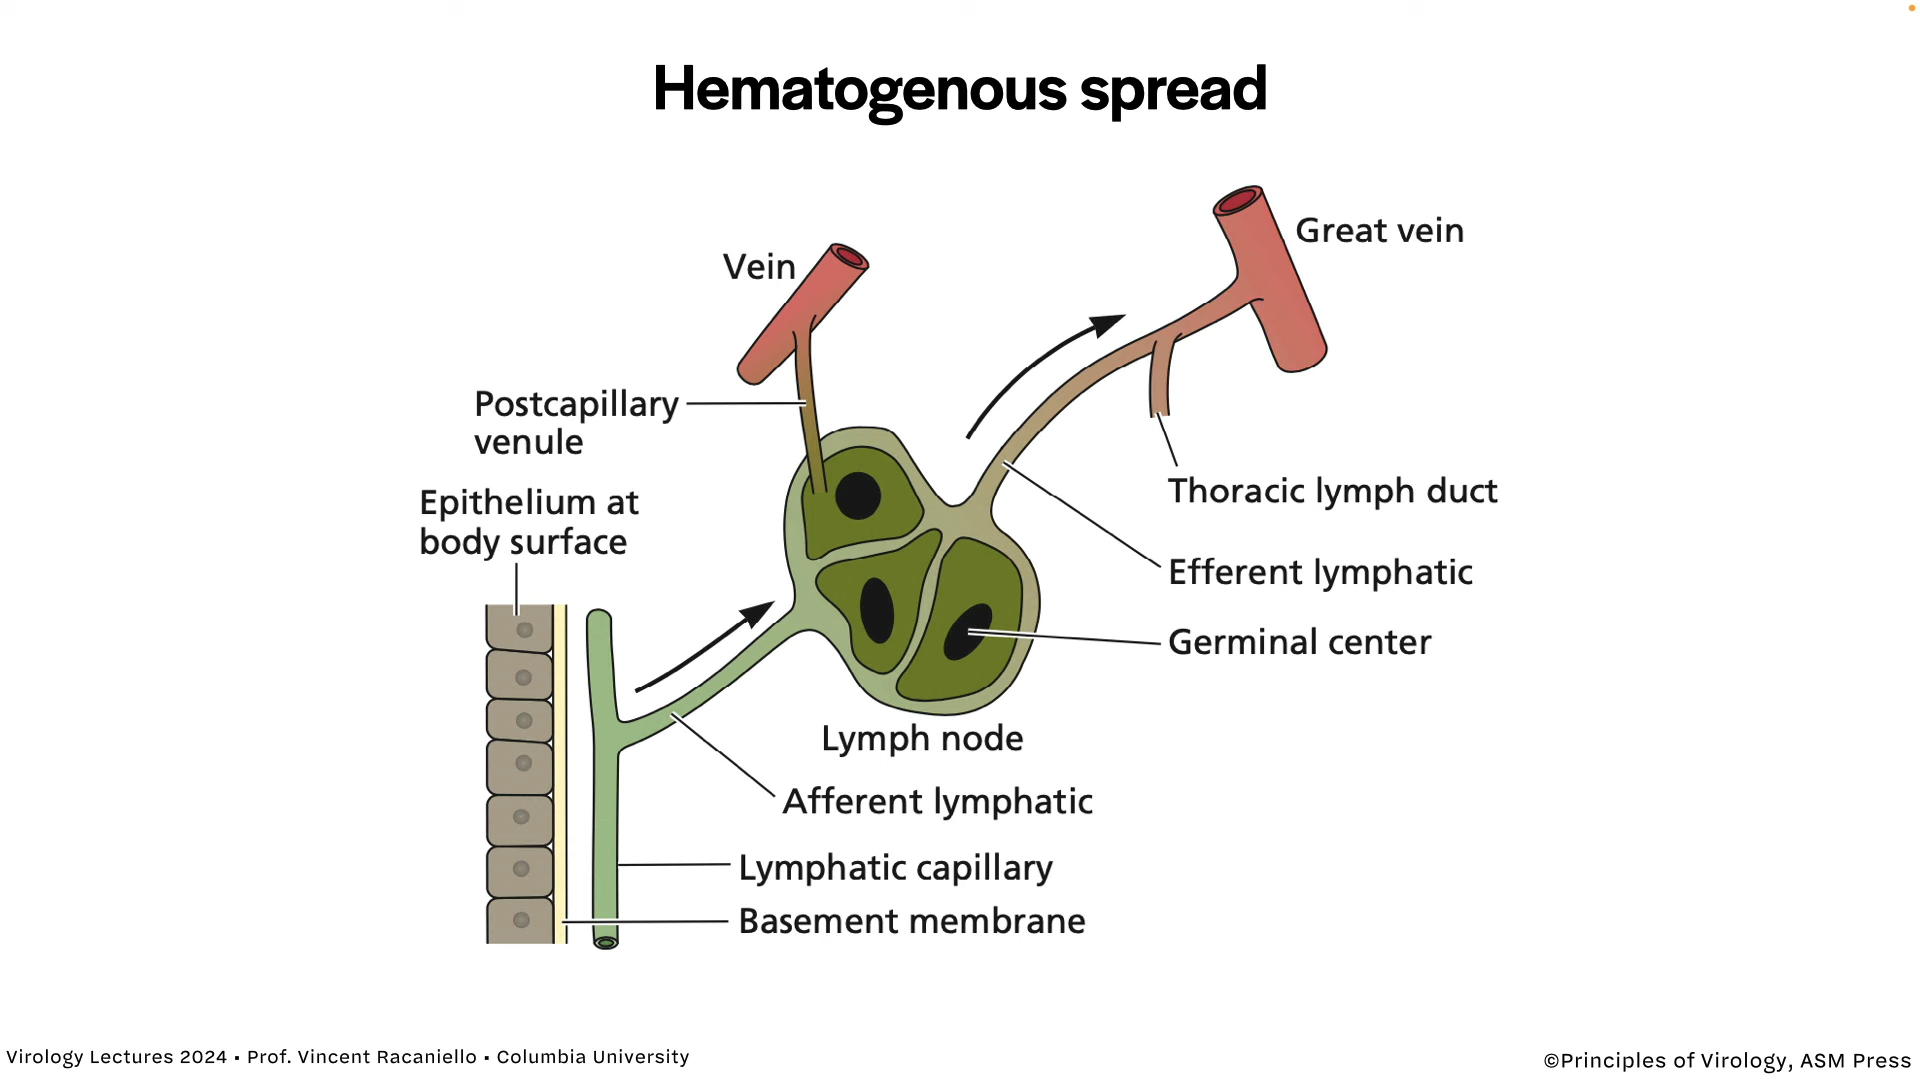 Hematogenous spread
Great vein
Vein
Postcapillary
venule
Epithelium at
body surface
Thoracic lymph duct
Efferent lymphatic
Germinal center
Lymph node
Afferent lymphatic
Lymphatic capillary
Basement membrane
Virology Lectures 2024 • Prof. Vincent Racaniello • Columbia University
©Principles of Virology, ASM Press